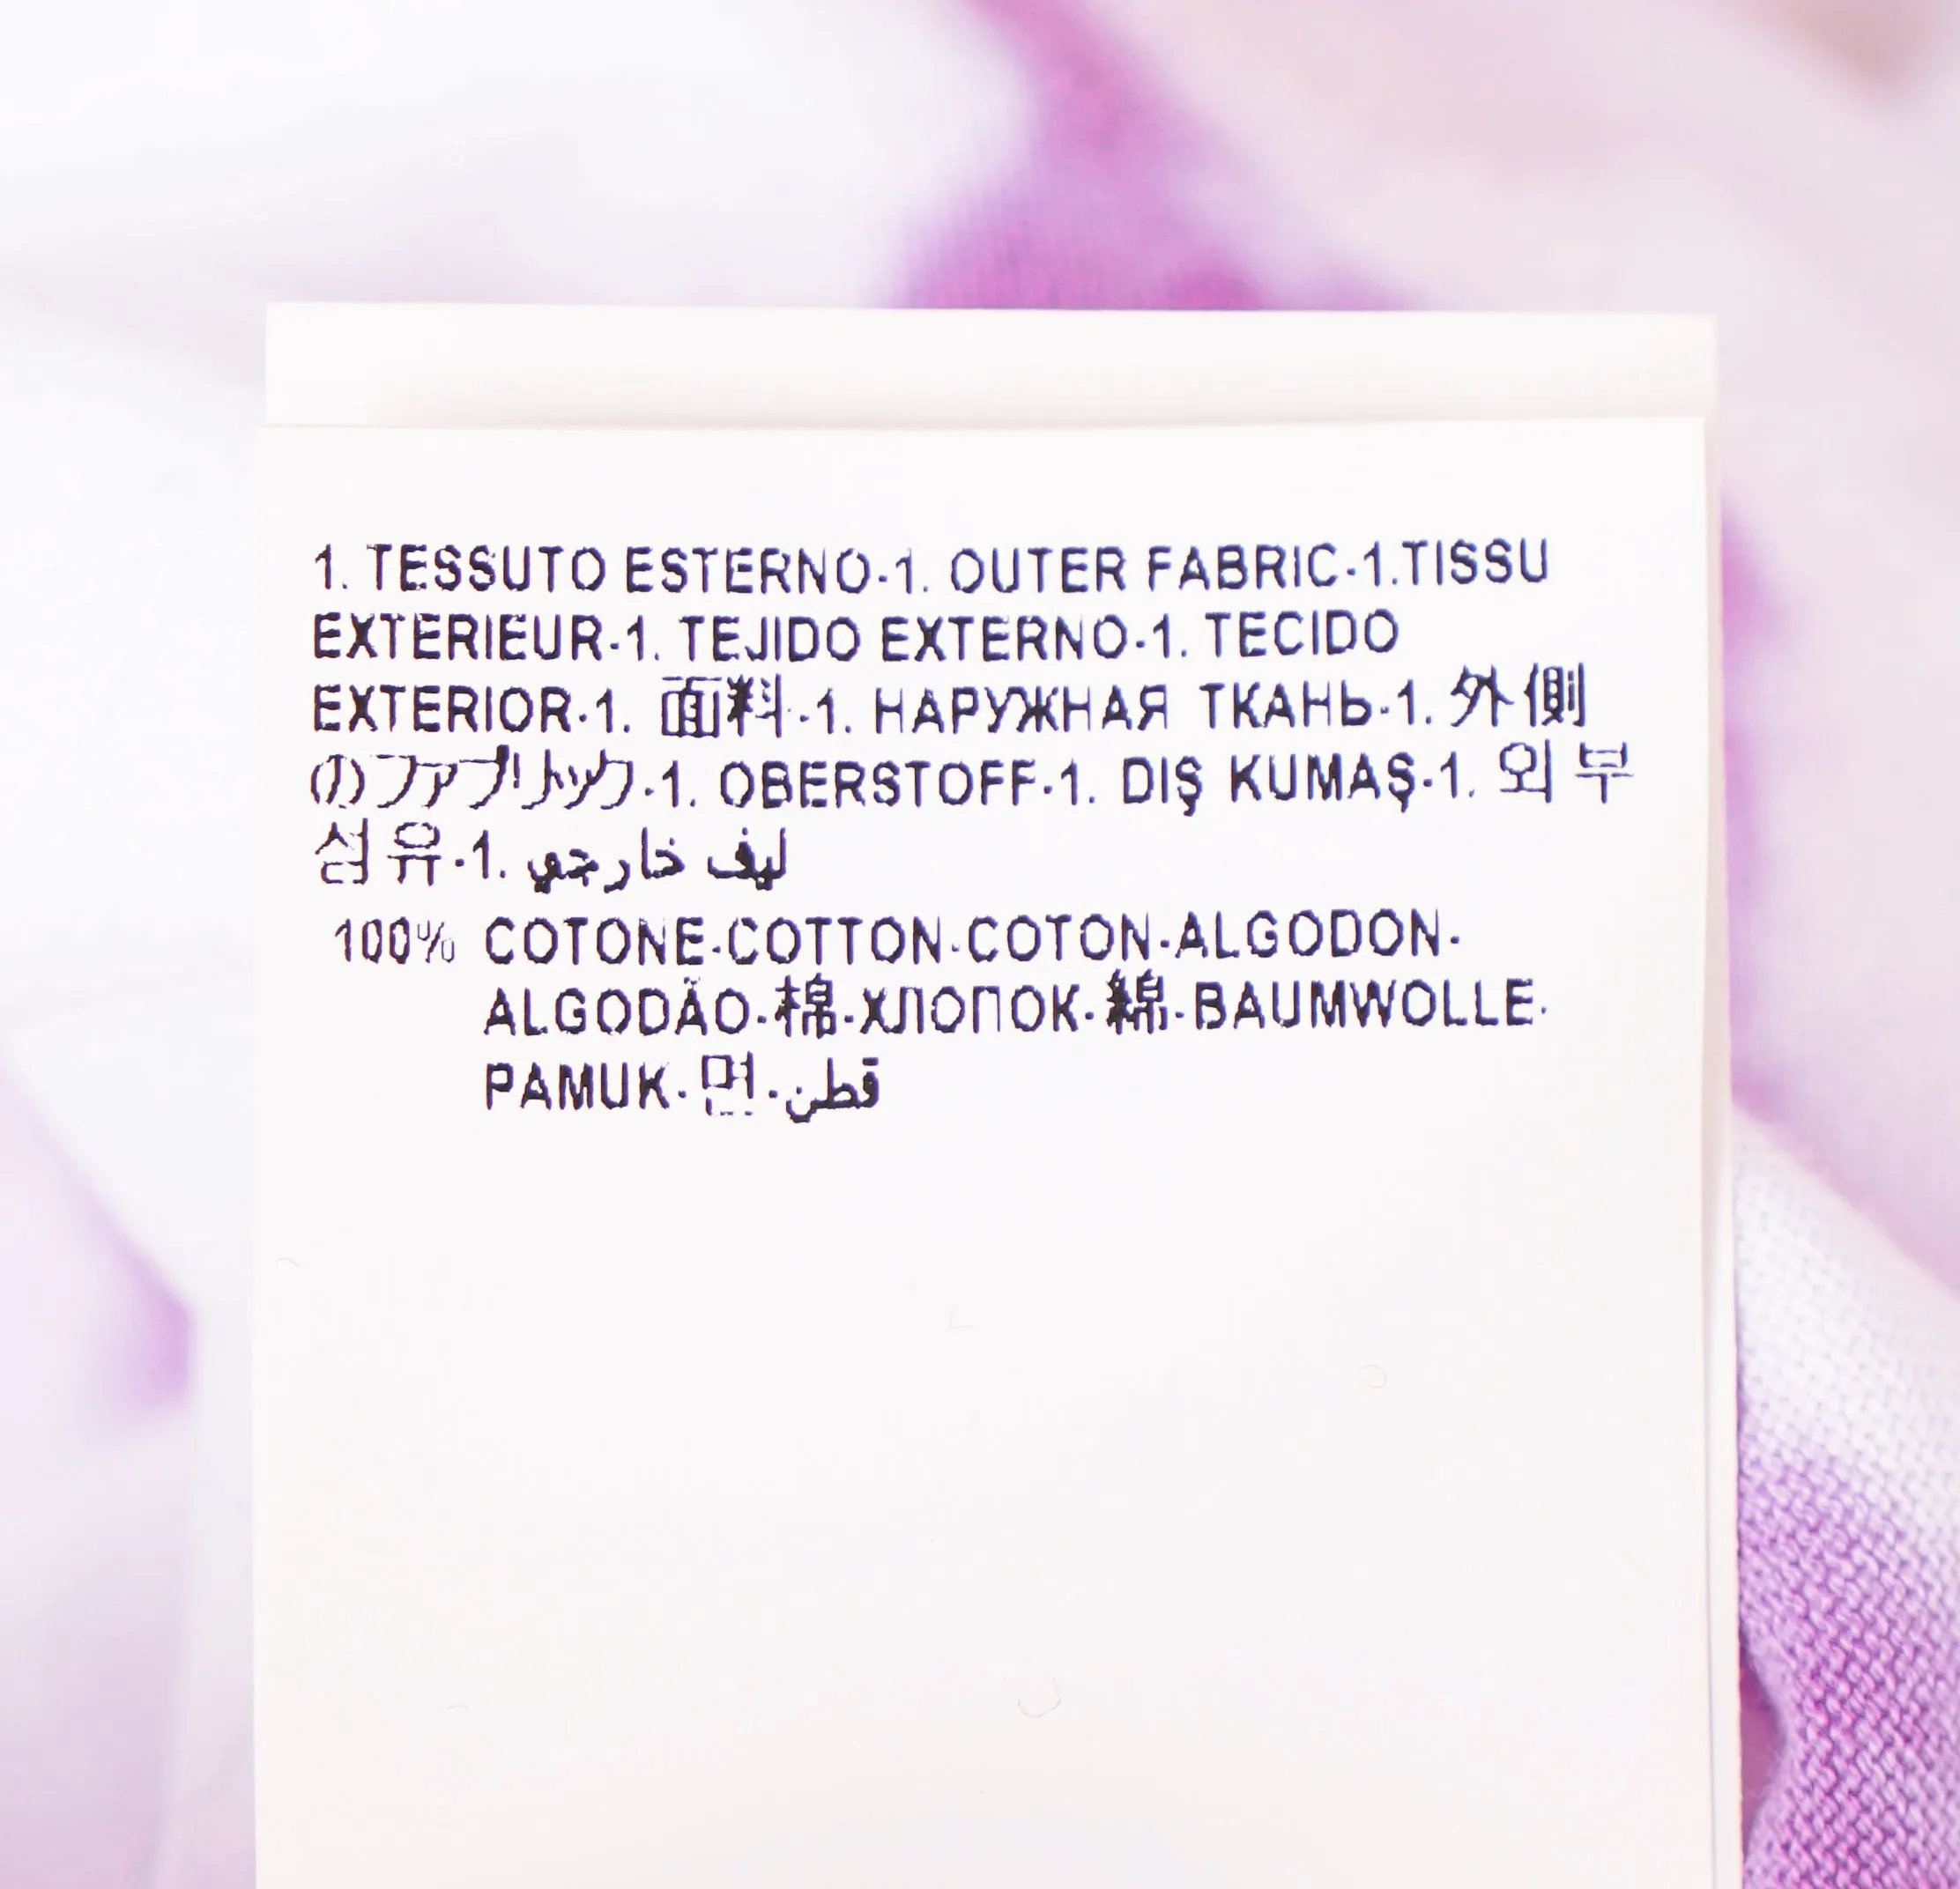 1. TESSUTO ESTERNO-1. OUTER FABRIC-1.TISSU
EXTERIEUR-1. TEJIDO EXTERNO-1. TECIDO
EXTERIOR-1. 面料-1. НАРУЖНАЯ ТКАНЬ-1. 外側
のファブリック-1. OBERSTOFF-1. DIŞ KUMAŞ-1. 외부
섬유-1. ليف خارجي
100% COTONE-COTTON-COTON-ALGODON-
ALGODÃO-棉-ХЛОПОК-綿-BAUMWOLLE-
PAMUK-면-قطن